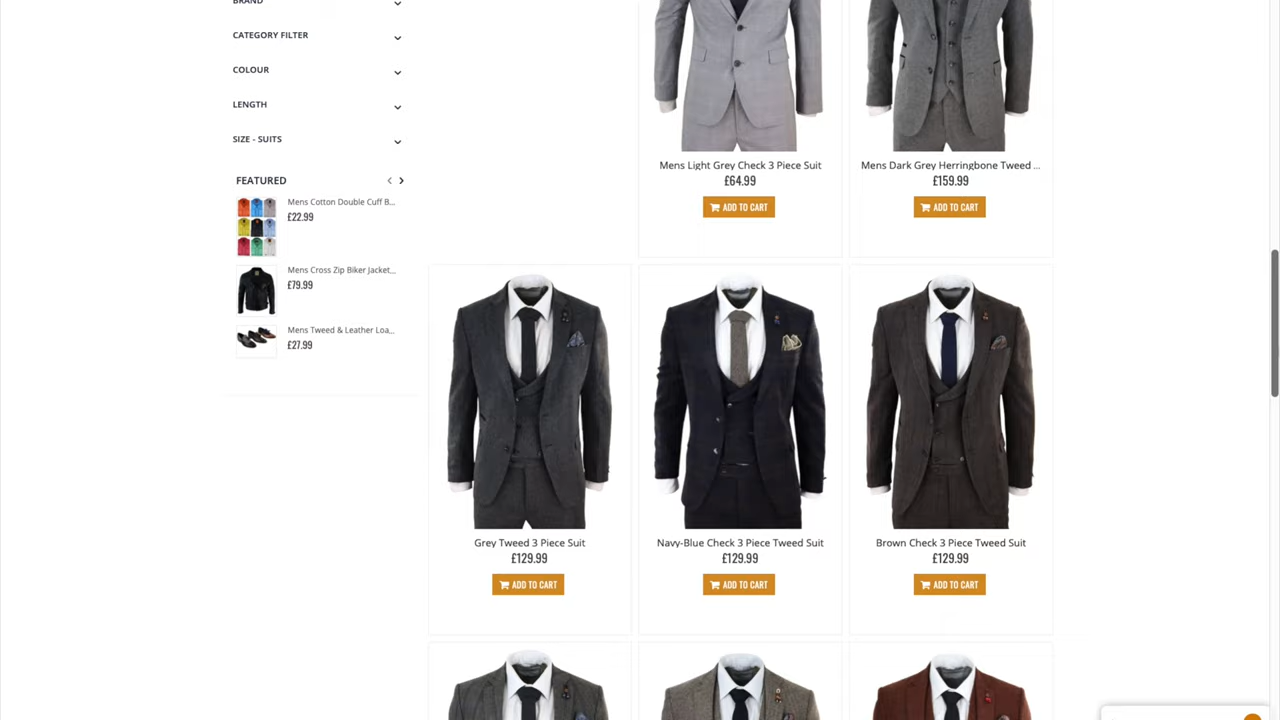 BRAND
CATEGORY FILTER
COLOUR
LENGTH
SIZE - SUITS
FEATURED
Mens Cotton Double Cuff B...
£22.99
Mens Cross Zip Biker Jacket...
£79.99
Mens Tweed & Leather Loa...
£27.99
Mens Light Grey Check 3 Piece Suit
£64.99
ADD TO CART
Mens Dark Grey Herringbone Tweed ...
£159.99
ADD TO CART
Grey Tweed 3 Piece Suit
£129.99
ADD TO CART
Navy-Blue Check 3 Piece Tweed Suit
£129.99
ADD TO CART
Brown Check 3 Piece Tweed Suit
£129.99
ADD TO CART